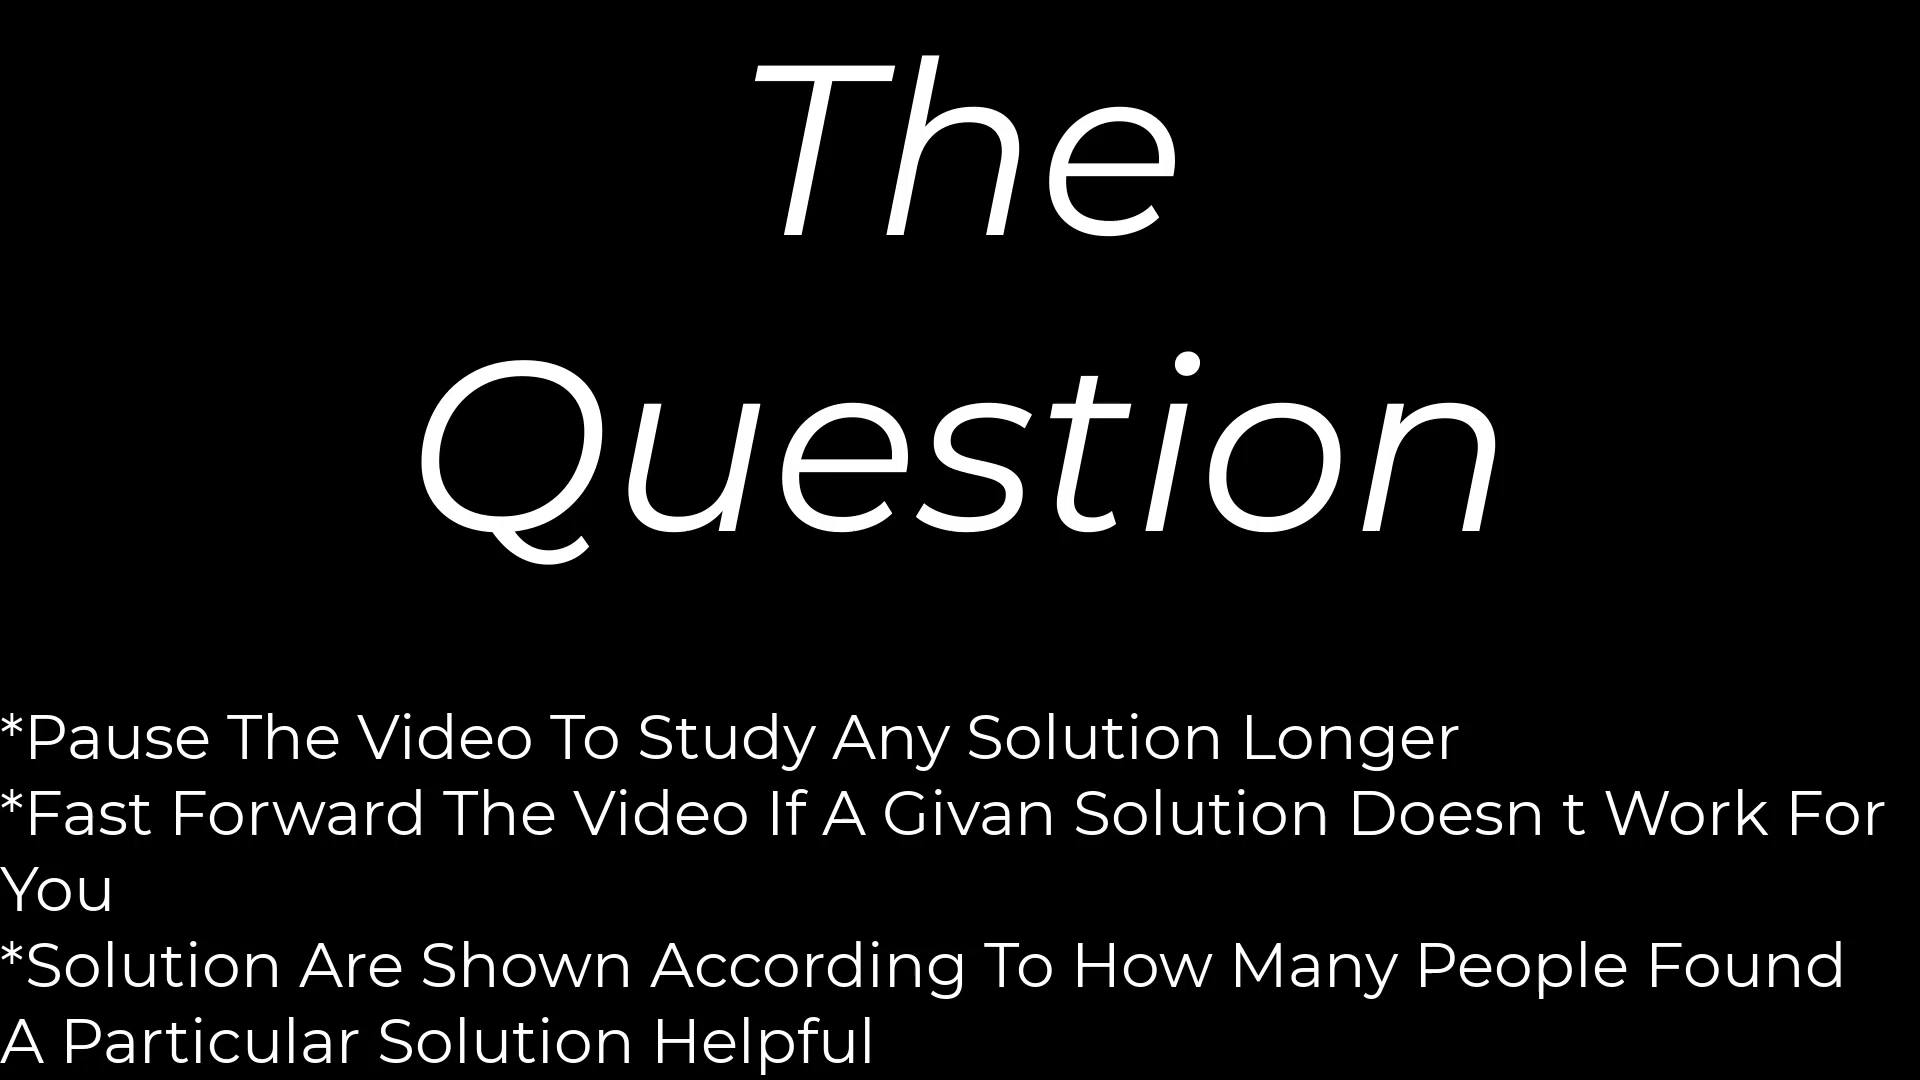 The
Question
*Pause The Video To Study Any Solution Longer
*Fast Forward The Video If A Givan Solution Doesn t Work For
You
*Solution Are Shown According To How Many People Found
A Particular Solution Helpful